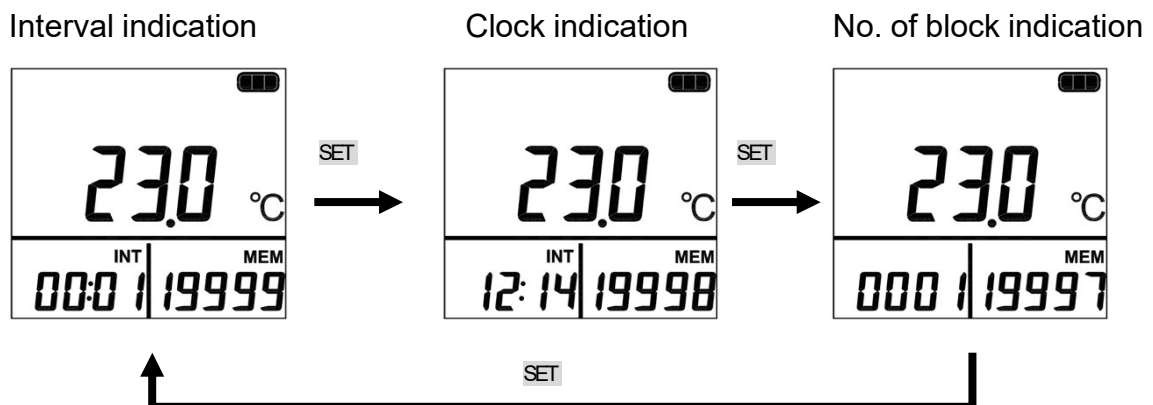 Interval indication Clock indication No. of block indication
23.0 °C SET 23.0 °C SET 23.0 °C
INT MEM INT MEM MEM
00:01 19999 12:14 19998 0001 19997
SET